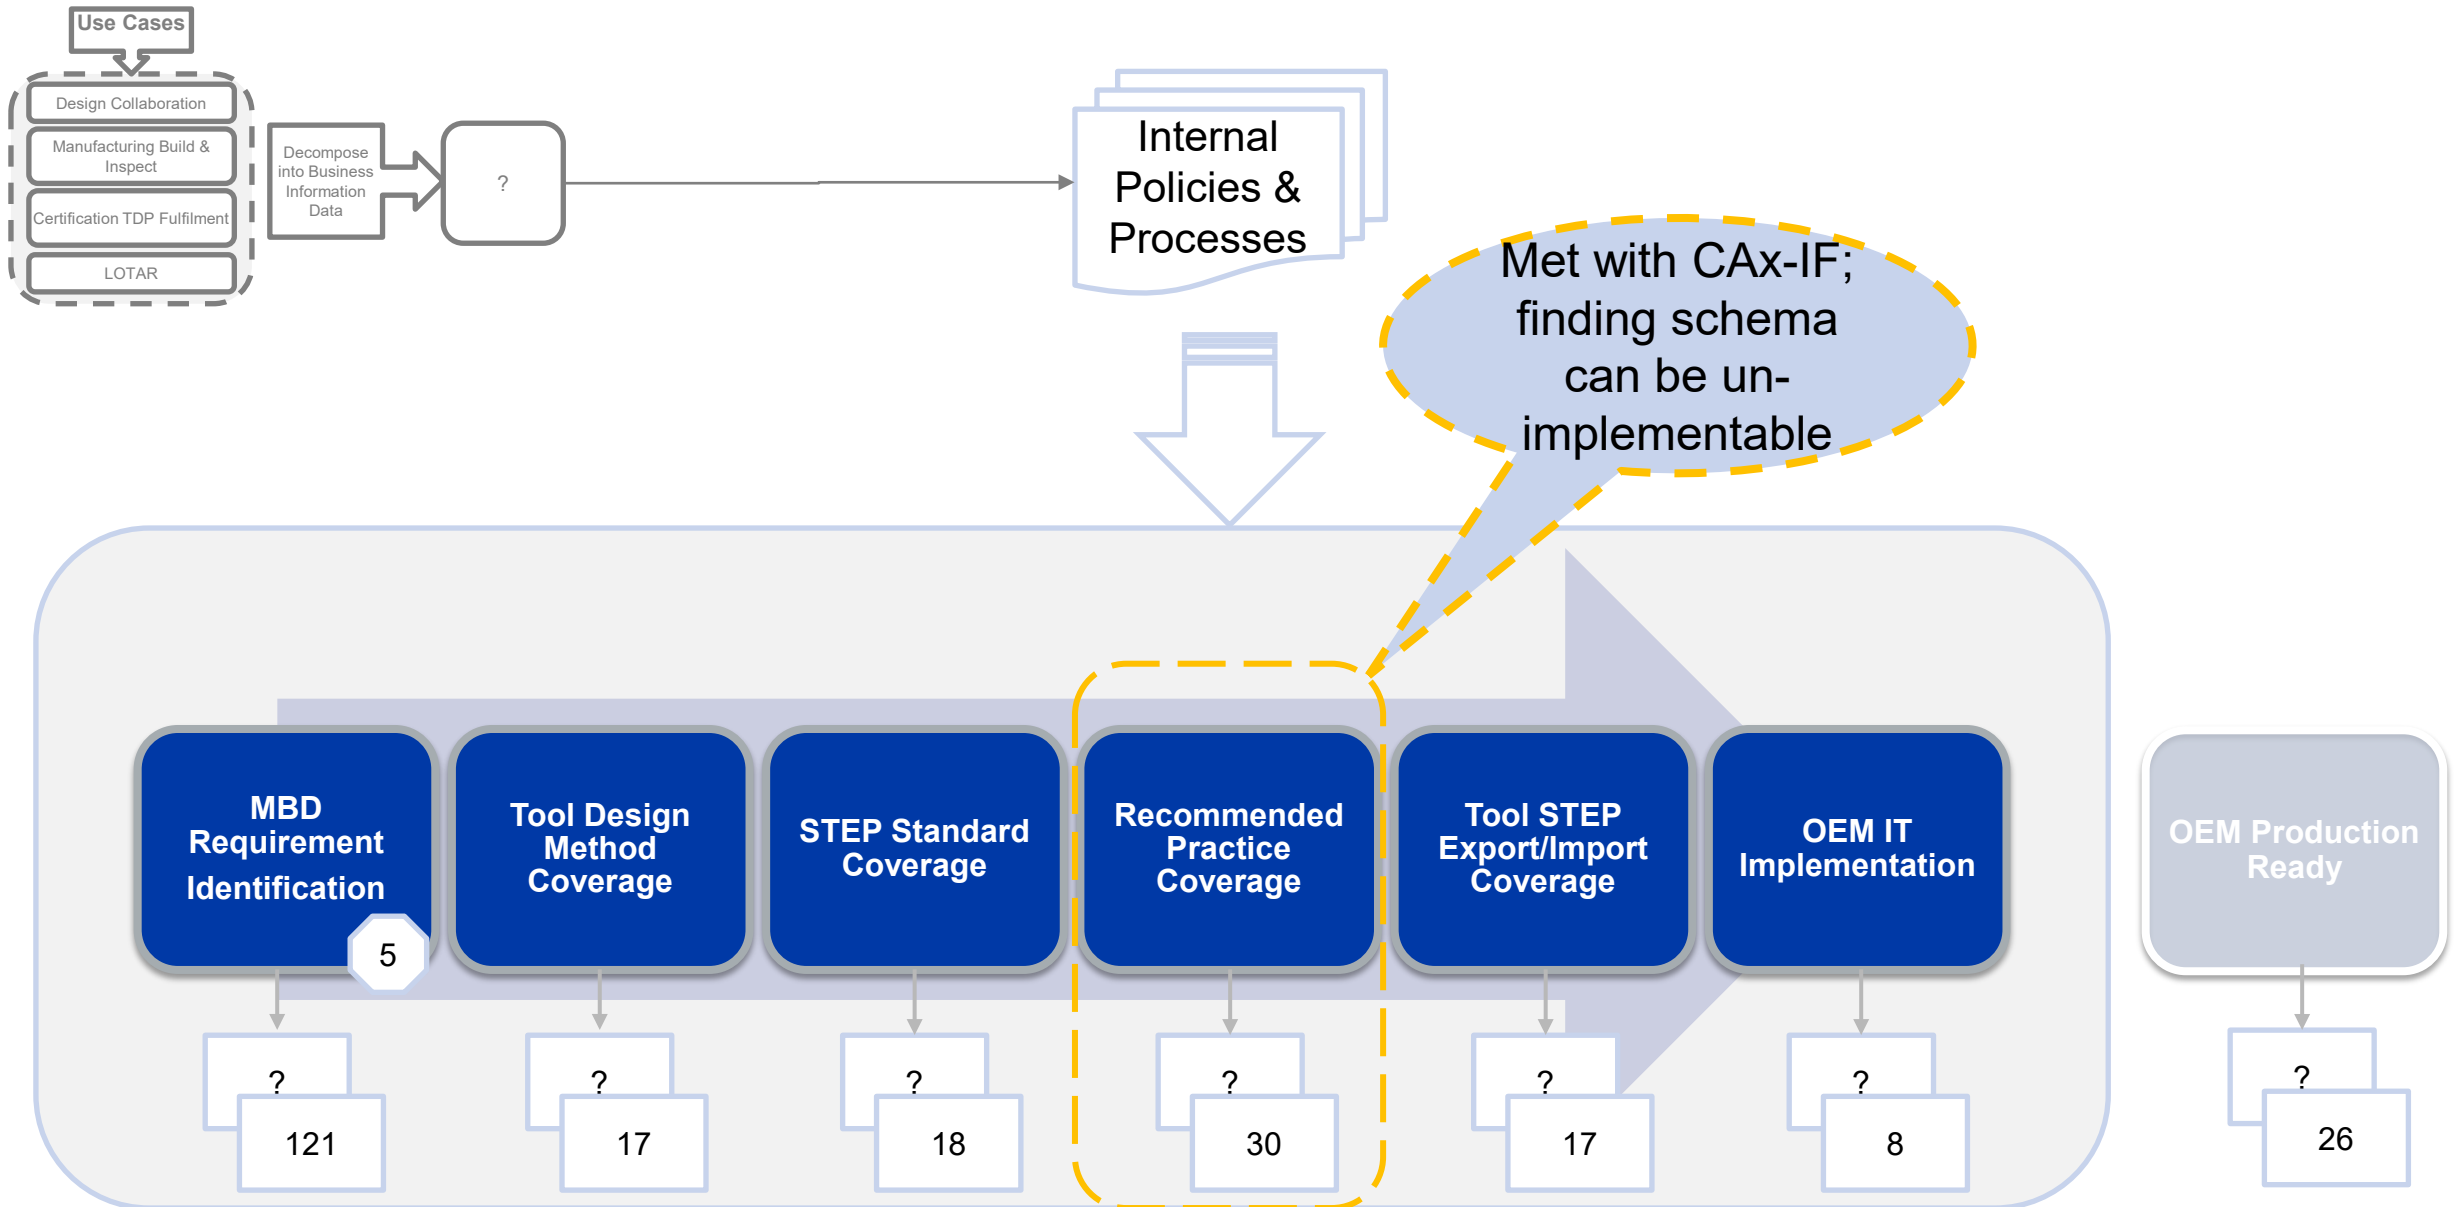 Use Cases
Design Collaboration
Manufacturing Build &
Inspect
Certification TDP Fulfilment
LOTAR
Decompose
into Business
Information
Data
?
Internal
Policies &
Processes
Met with CAx-IF;
finding schema
can be un-
implementable
MBD
Requirement
Identification
5
Tool Design
Method
Coverage
STEP Standard
Coverage
Recommended
Practice
Coverage
Tool STEP
Export/Import
Coverage
OEM IT
Implementation
OEM Production
Ready
?
121
?
17
?
18
?
30
?
17
?
8
?
26